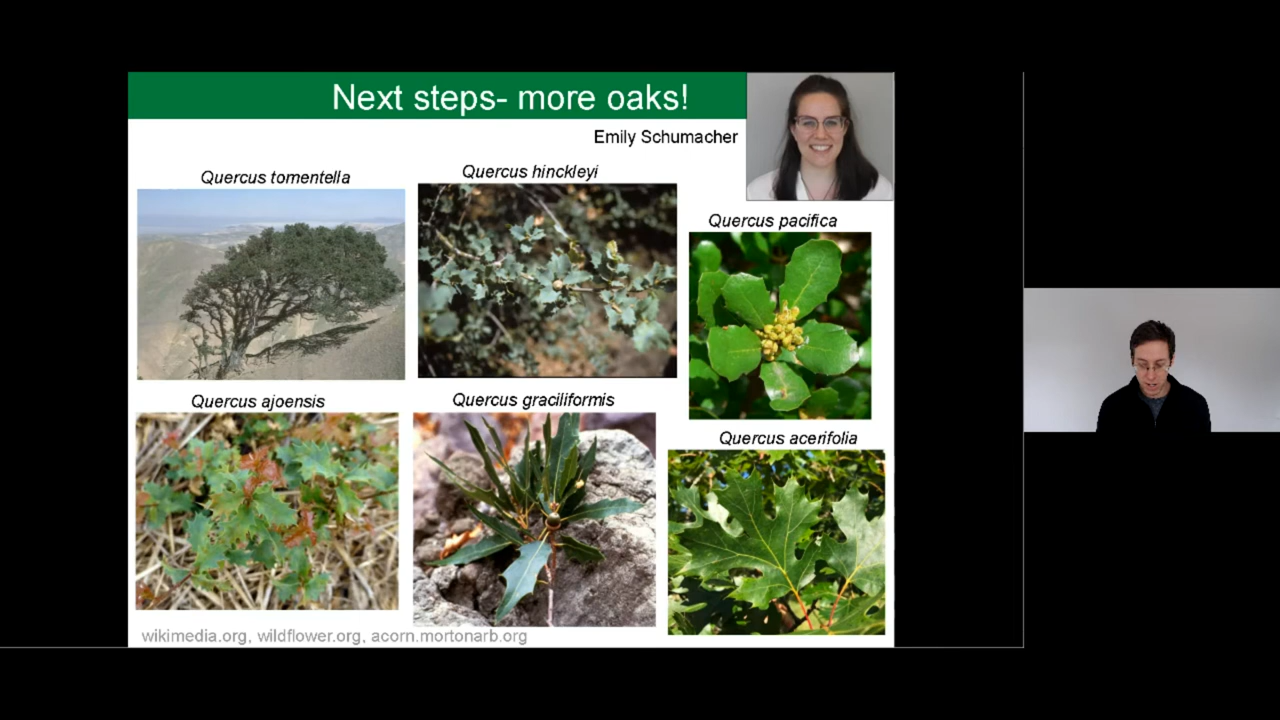 Next steps- more oaks!
Emily Schumacher
Quercus tomentella
Quercus hinckleyi
Quercus pacifica
Quercus ajoensis
Quercus graciliformis
Quercus acerifolia
wikimedia.org, wildflower.org, acorn.mortonarb.org